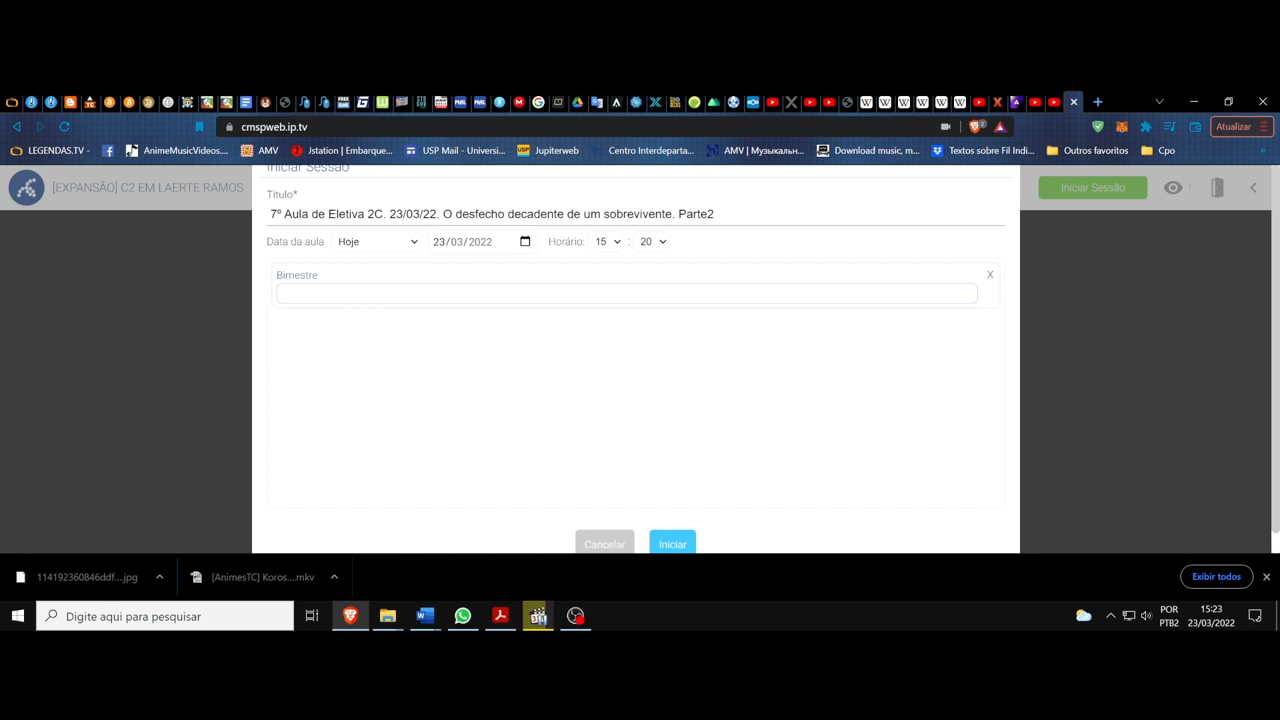 cmspweb.ip.tv
Atualizar
LEGENDAS.TV -
AnimeMusicVideos....
AMV
Jstation | Embarque...
USP Mail - Universi...
Jupiterweb
Centro Interdeparta...
AMV | Музыкальн...
Download music, m...
Textos sobre Fil Indi...
Outros favoritos
Cpo
Iniciar Sessão
[EXPANSÃO] C2 EM LAERTE RAMOS
Iniciar Sessão
1
Título*
7º Aula de Eletiva 2C. 23/03/22. O desfecho decadente de um sobrevivente. Parte2
Data da aula Hoje 23/03/2022 Horário: 15 : 20
Bimestre X
Cancelar Iniciar
114192360846ddf....jpg
[AnimesTC] Koros....mkv
Exibir todos
Digite aqui para pesquisar
POR 15:23
PTB2 23/03/2022